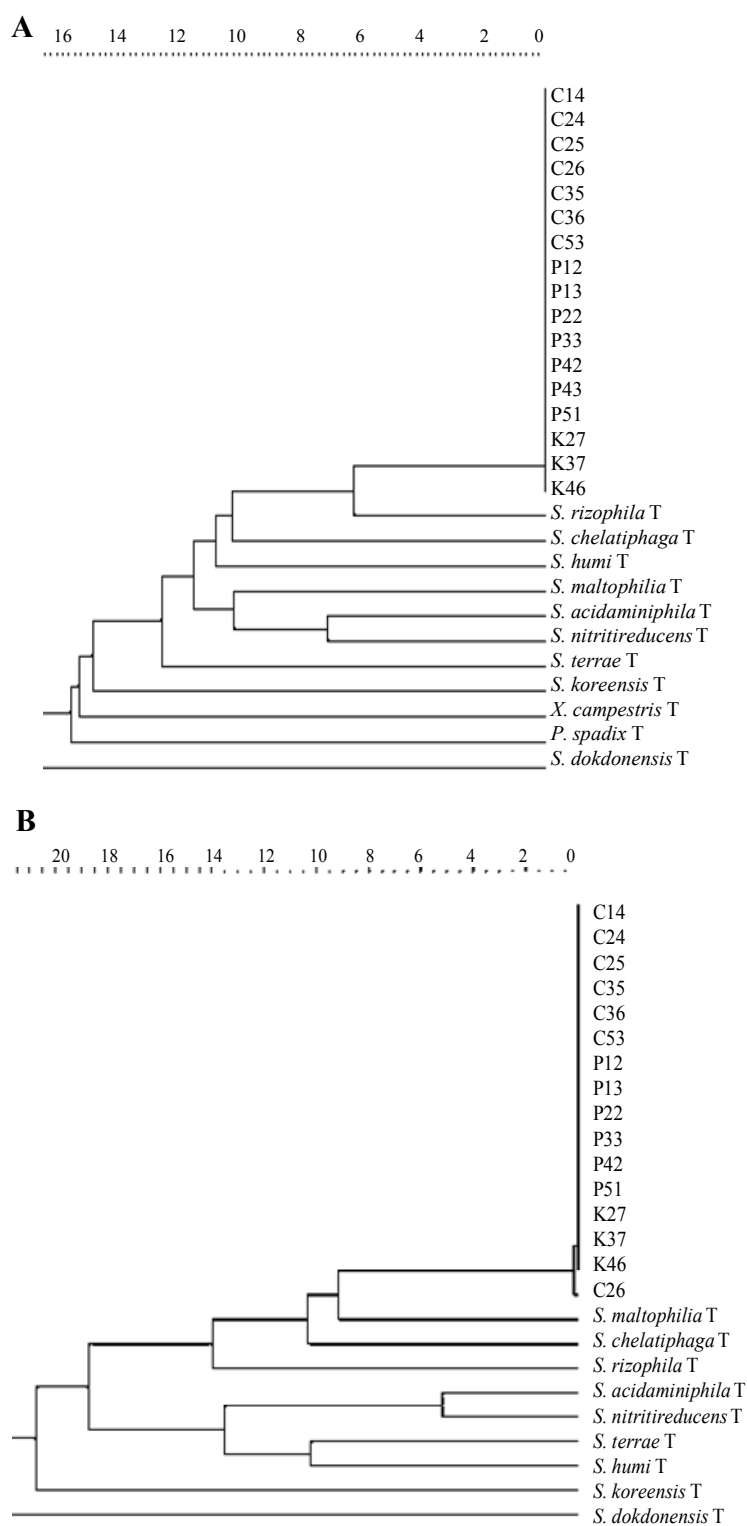 A
16 14 12 10 8 6 4 2 0
C14
C24
C25
C26
C35
C36
C53
P12
P13
P22
P33
P42
P43
P51
K27
K37
K46
S. rizophila T
S. chelatiphaga T
S. humi T
S. maltophilia T
S. acidaminiphila T
S. nitritireducens T
S. terrae T
S. koreensis T
X. campestris T
P. spadix T
S. dokdonensis T
B
20 18 16 14 12 10 8 6 4 2 0
C14
C24
C25
C35
C36
C53
P12
P13
P22
P33
P42
P51
K27
K37
K46
C26
S. maltophilia T
S. chelatiphaga T
S. rizophila T
S. acidaminiphila T
S. nitritireducens T
S. terrae T
S. humi T
S. koreensis T
S. dokdonensis T